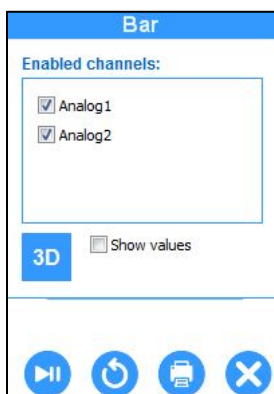 Bar
Enabled channels:
Analog1
Analog2
3D
Show values